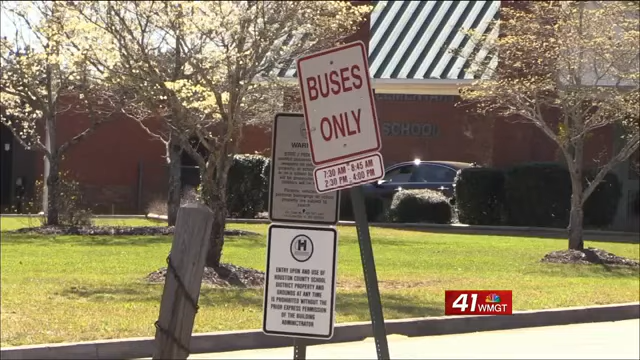 BUSES
ONLY
7:30 AM - 8:45 AM
2:30 PM - 4:00 PM
ELEMENTARY
SCHOOL
H
ENTRY UPON AND USE OF
HOUSTON COUNTY SCHOOL
DISTRICT PROPERTY AND
GROUNDS AT ANY TIME
IS PROHIBITED WITHOUT THE
PRIOR EXPRESS PERMISSION
OF THE BUILDING
ADMINISTRATOR
41
WMGT